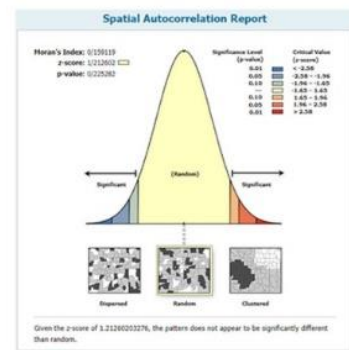 Spatial Autocorrelation Report
Moran's Index: 0/159119
z-score: 1/212602
p-value: 0/225282
Significance Level
(p-value)
0.01
0.05
0.10
---
0.10
0.05
0.01
Critical Value
(z-score)
< -2.58
-2.58 - -1.96
-1.96 - -1.65
-1.65 - 1.65
1.65 - 1.96
1.96 - 2.58
> 2.58
Significant
(Random)
Significant
Dispersed
Random
Clustered
Given the z-score of 1.21260203276, the pattern does not appear to be significantly different
than random.